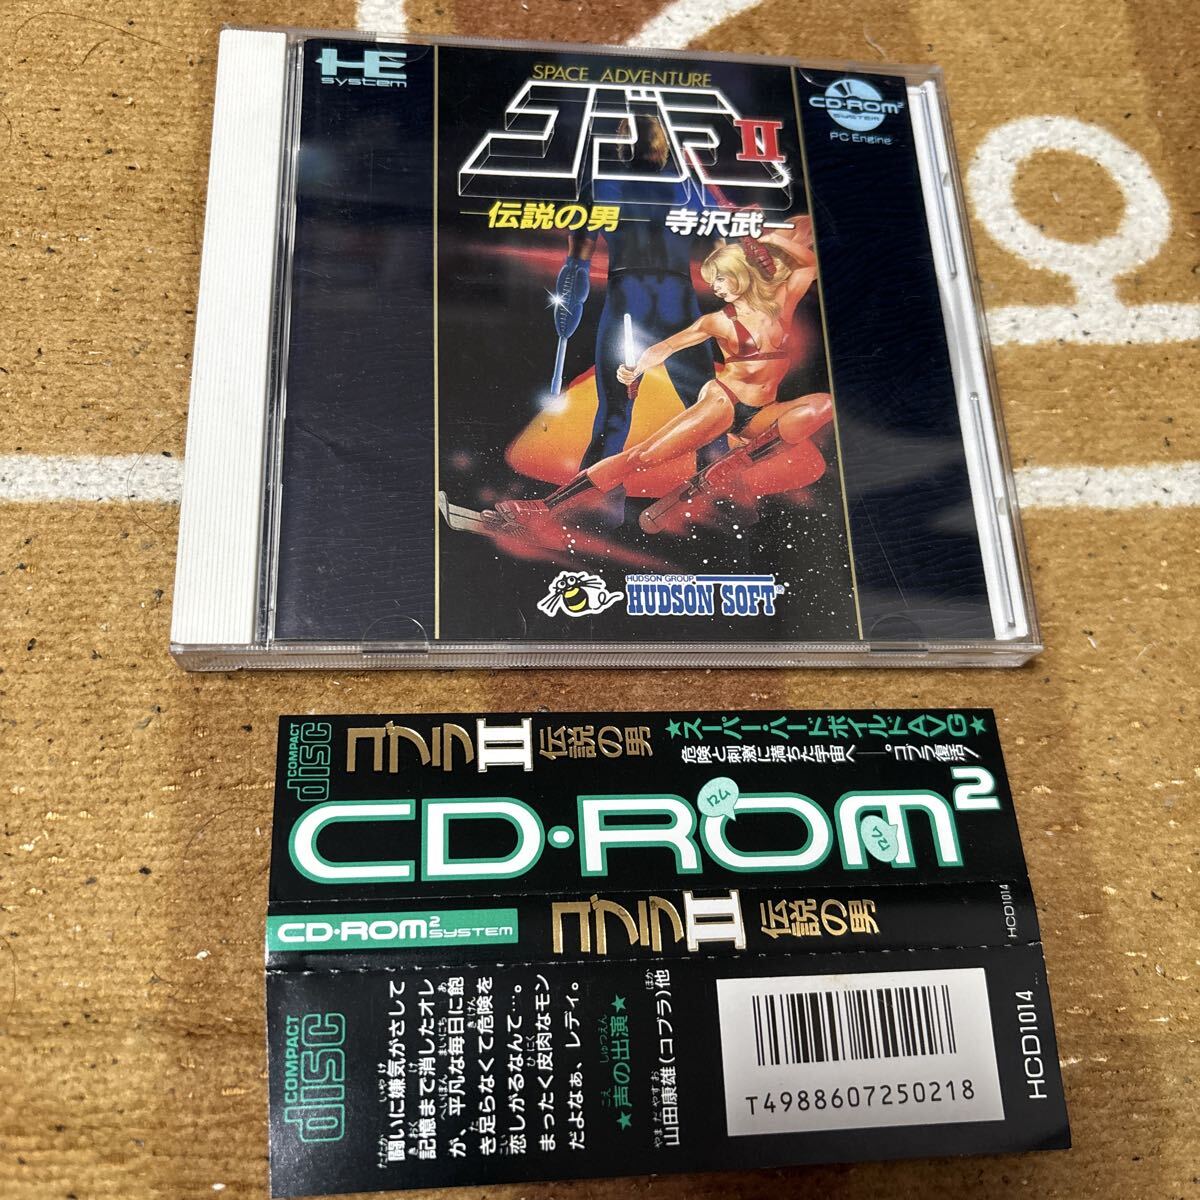 HE
system
SPACE ADVENTURE
コブラII
伝説の男
寺沢武一
CD-ROM²
SYSTEM
PC Engine
HUDSON GROUP
HUDSON SOFT®
COMPACT
disc
コブラII
伝説の男
★スーパー・ハードボイルドAVG★
危険と刺激に満ちた宇宙へ——。コブラ復活!
CD・ROM²
ロム
ロム
CD-ROM²
SYSTEM
コブラII
伝説の男
HCD1014
COMPACT
disc
闘いに嫌気がさして
記憶まで消したオレ
が、平凡な毎日に飽
き足らなくて危険を
恋しがるなんて…。
まったく皮肉なモン
だよなぁ、レディ。
★声の出演★
山田康雄(コブラ)他
T4988607250218
HCD1014